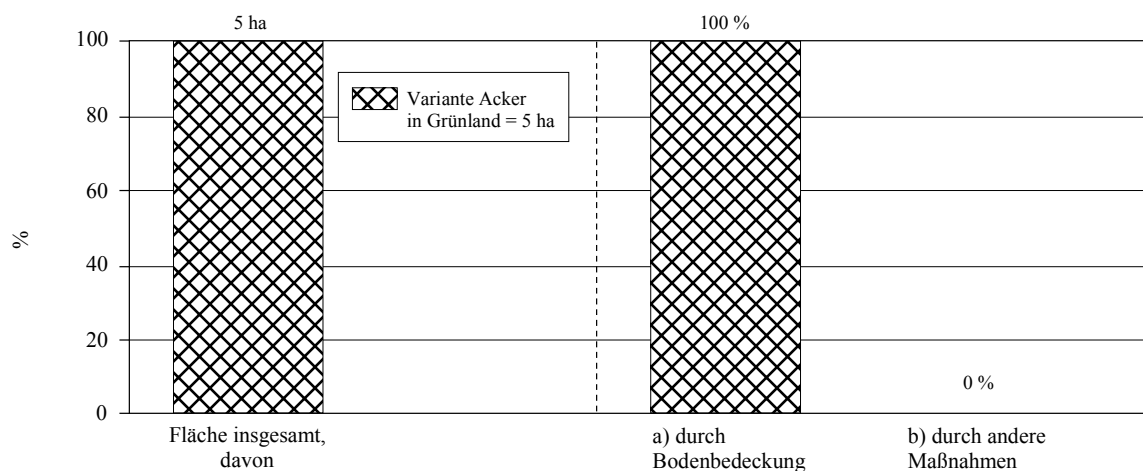 5 ha
100 %
100
80
60
40
20
0
%
Variante Acker
in Grünland = 5 ha
0 %
Fläche insgesamt,
davon
a) durch
Bodenbedeckung
b) durch andere
Maßnahmen